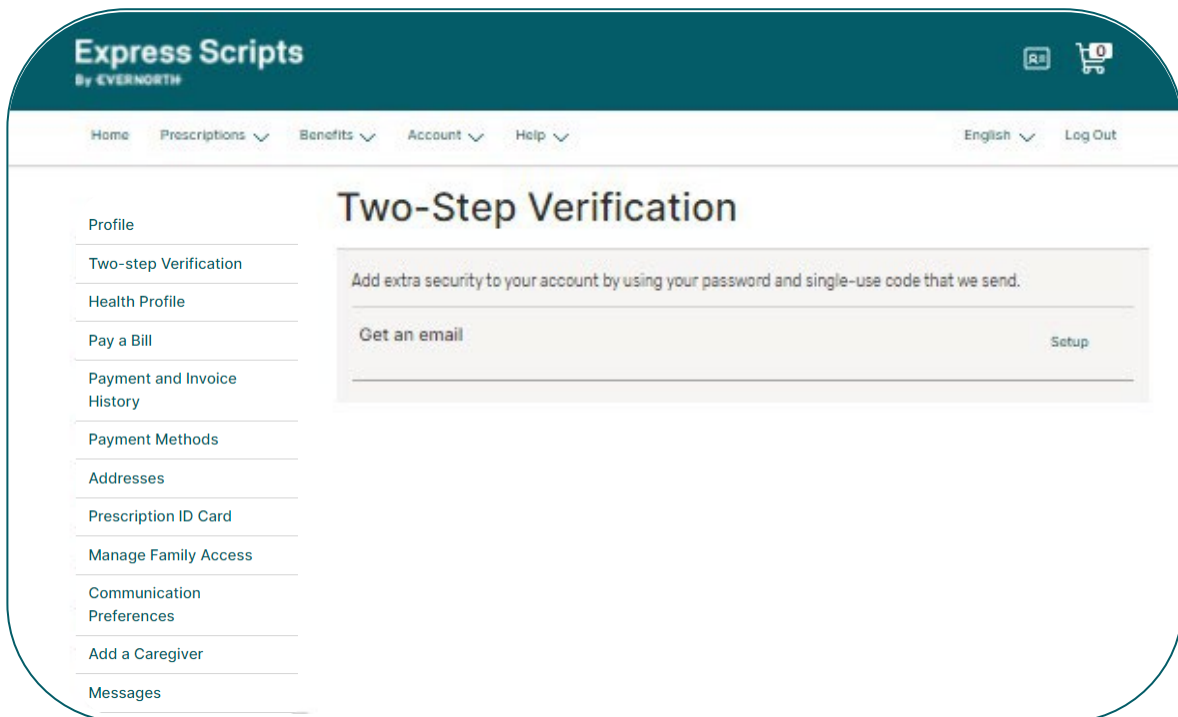 Express Scripts
By EVERNORTH
0
Home Prescriptions Benefits Account Help English Log Out
Two-Step Verification
Profile
Two-step Verification
Health Profile
Pay a Bill
Payment and Invoice
History
Payment Methods
Addresses
Prescription ID Card
Manage Family Access
Communication
Preferences
Add a Caregiver
Messages
Add extra security to your account by using your password and single-use code that we send.
Get an email
Setup